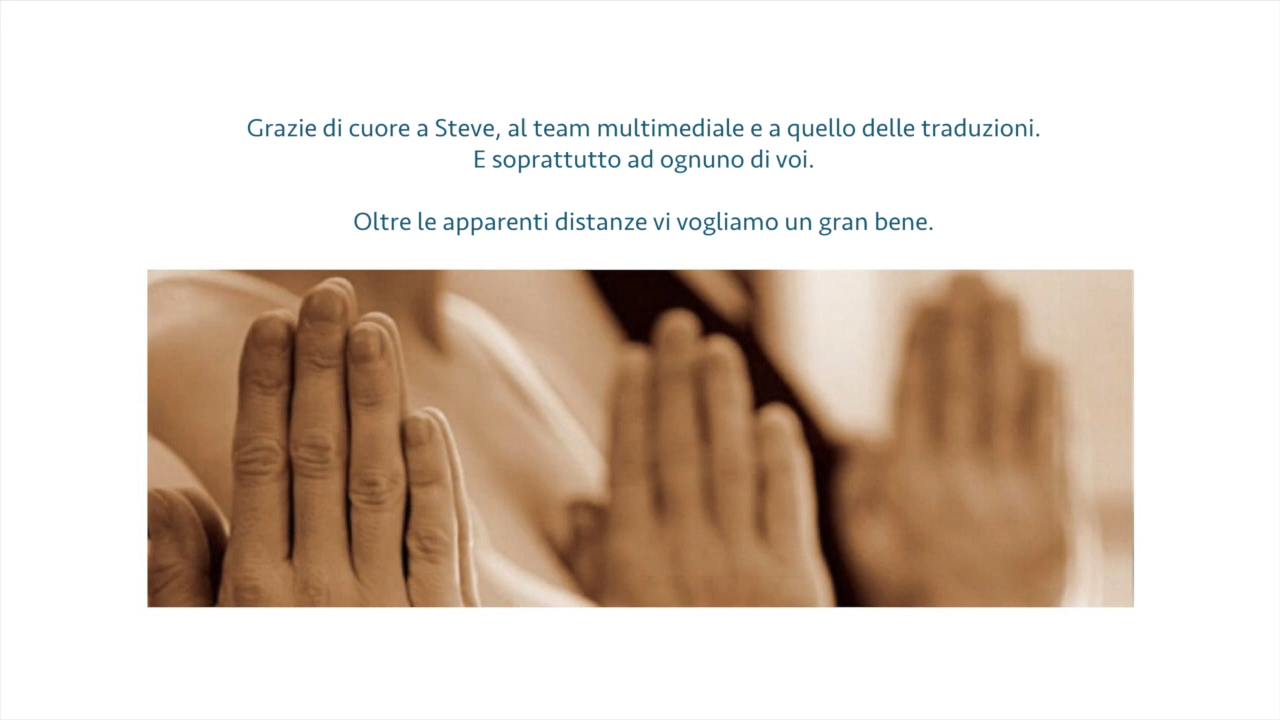 Grazie di cuore a Steve, al team multimediale e a quello delle traduzioni.
E soprattutto ad ognuno di voi.
Oltre le apparenti distanze vi vogliamo un gran bene.